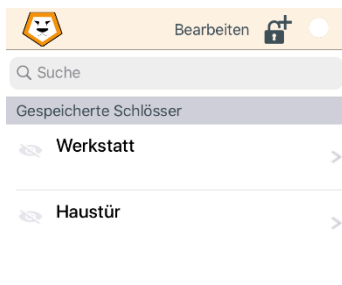 Bearbeiten
Suche
Gespeicherte Schlösser
Werkstatt
Haustür